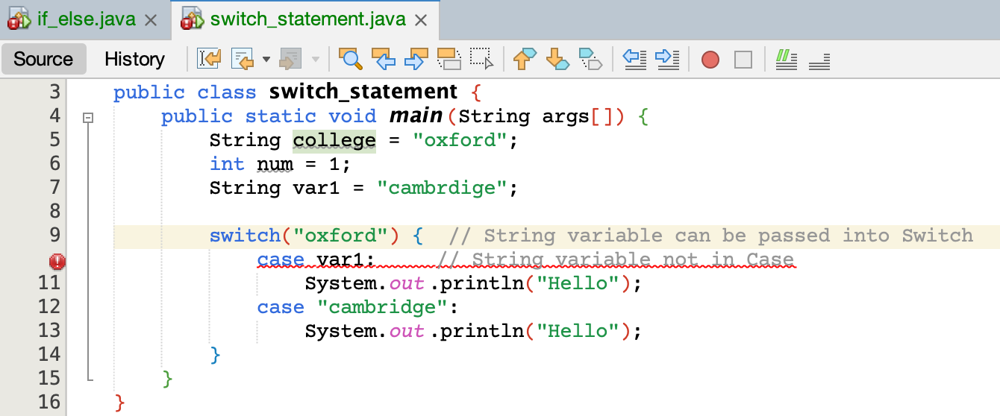 if_else.java × switch_statement.java ×
Source History
3 public class switch_statement {
4 public static void main(String args[]) {
5 String college = "oxford";
6 int num = 1;
7 String var1 = "cambrdige";
8
9 switch("oxford") { // String variable can be passed into Switch
case var1: // String variable not in Case
11 System.out.println("Hello");
12 case "cambridge":
13 System.out.println("Hello");
14 }
15 }
16 }